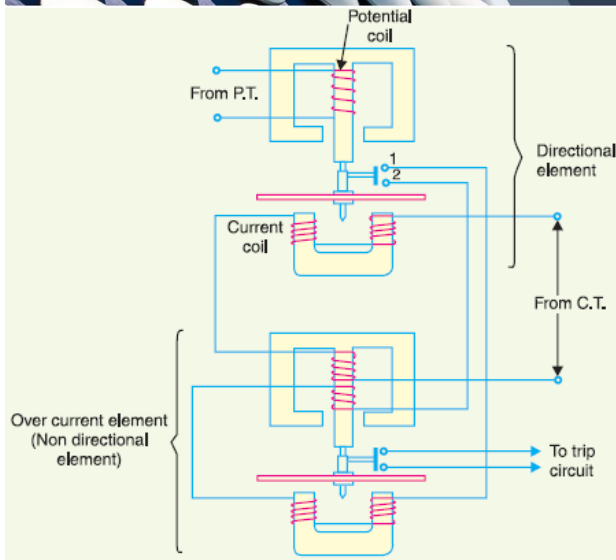 Potential
coil
From P.T.
1
2
Directional
element
Current
coil
From C.T.
Over current element
(Non directional
element)
To trip
circuit